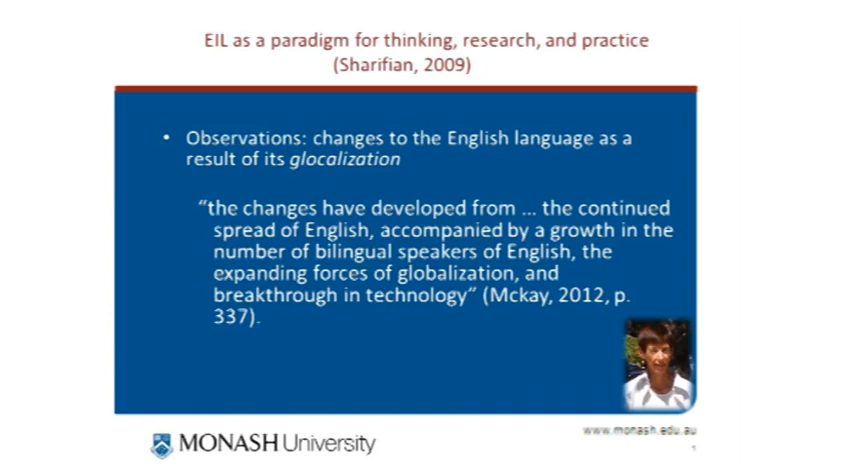 EIL as a paradigm for thinking, research, and practice
(Sharifian, 2009)
• Observations: changes to the English language as a
result of its glocalization
“the changes have developed from ... the continued
spread of English, accompanied by a growth in the
number of bilingual speakers of English, the
expanding forces of globalization, and
breakthrough in technology” (Mckay, 2012, p.
337).
www.monash.edu.au
MONASH University
1